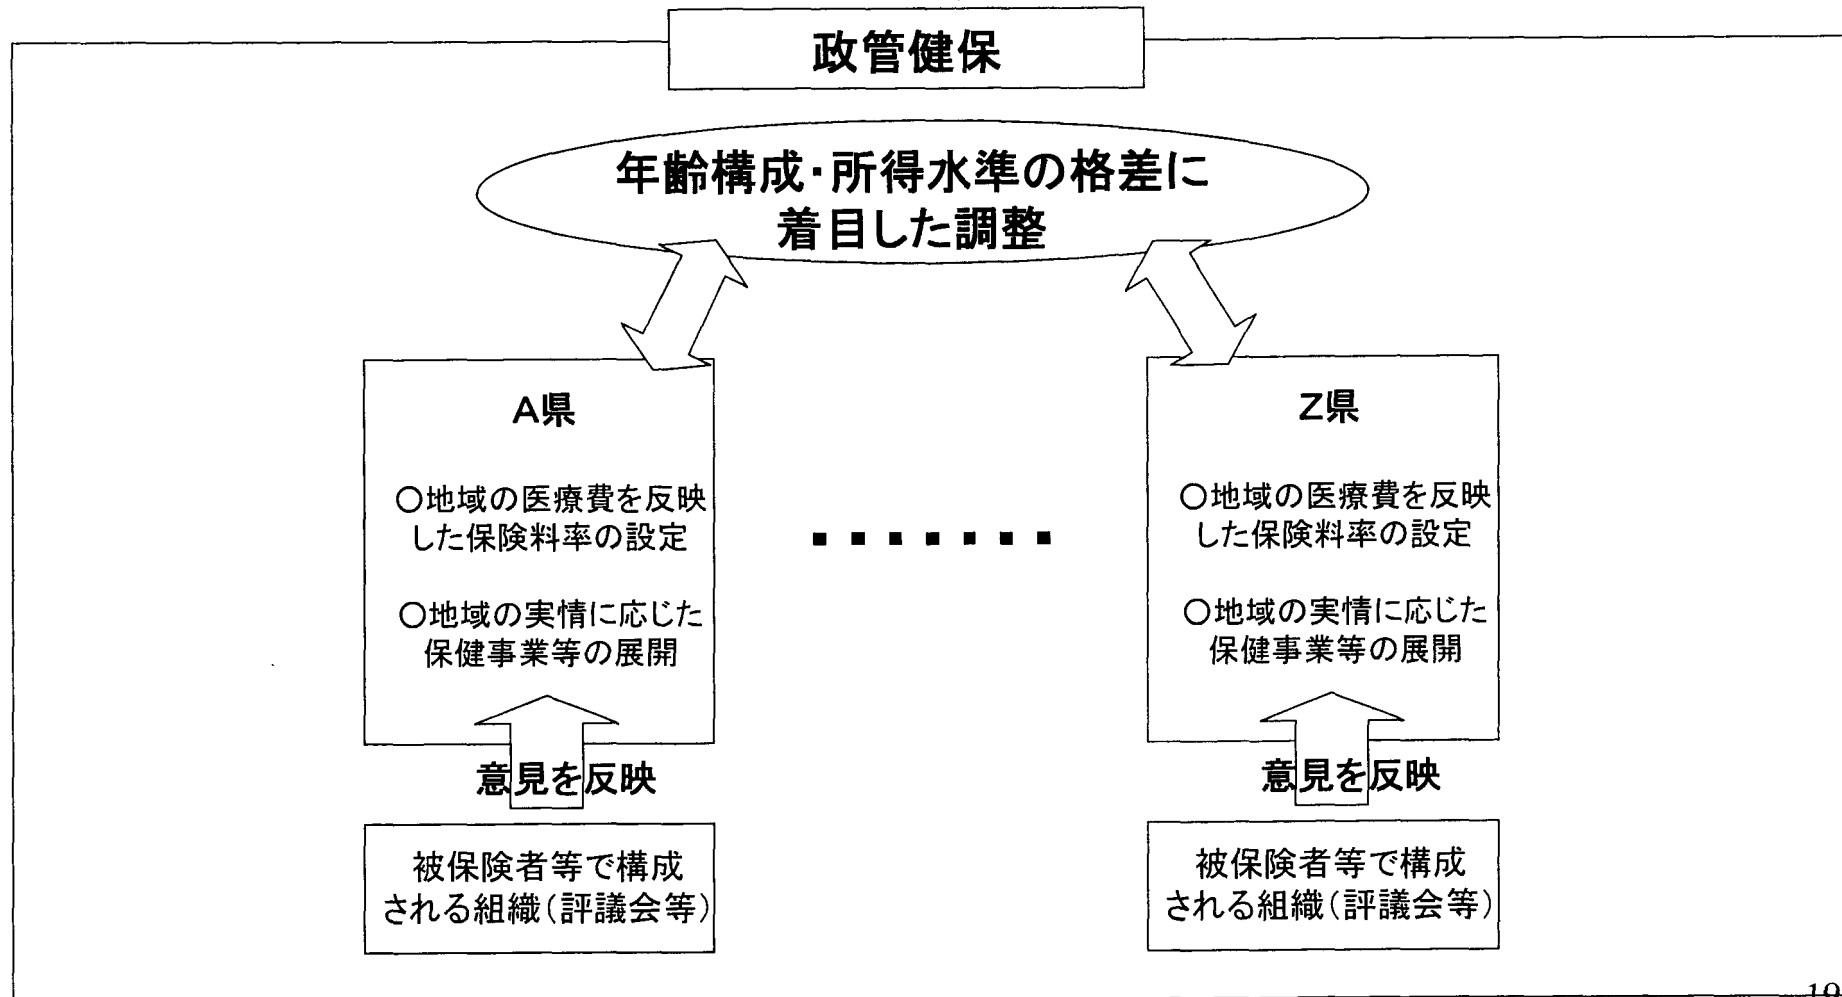 政管健保
年齢構成・所得水準の格差に
着目した調整
A県
○地域の医療費を反映
した保険料率の設定
○地域の実情に応じた
保健事業等の展開
意見を反映
被保険者等で構成
される組織(評議会等)
・・・・・・・
Z県
○地域の医療費を反映
した保険料率の設定
○地域の実情に応じた
保健事業等の展開
意見を反映
被保険者等で構成
される組織(評議会等)